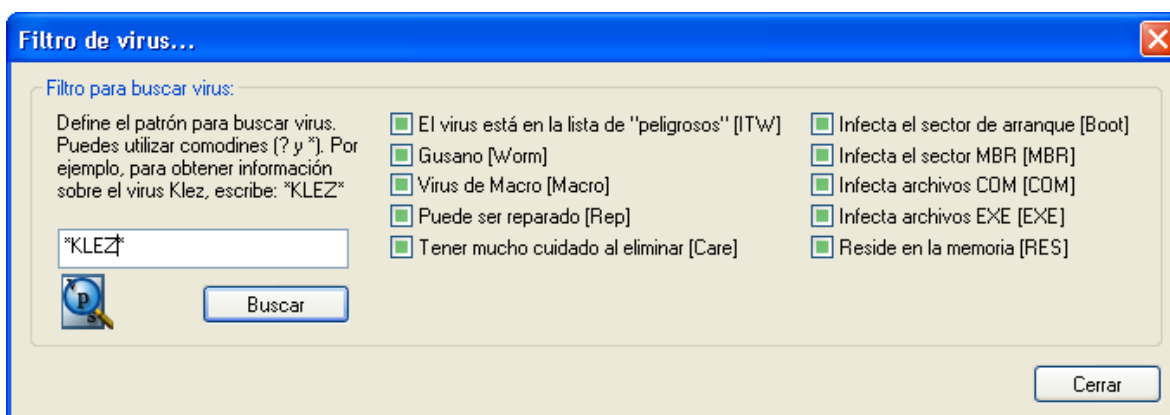 Filtro de virus...
Filtro para buscar virus:
Define el patrón para buscar virus.
Puedes utilizar comodines (? y *). Por
ejemplo, para obtener información
sobre el virus Klez, escribe: *KLEZ*
*KLEZ*
Buscar
El virus está en la lista de "peligrosos" [ITW]
Gusano [Worm]
Virus de Macro [Macro]
Puede ser reparado [Rep]
Tener mucho cuidado al eliminar [Care]
Infecta el sector de arranque [Boot]
Infecta el sector MBR [MBR]
Infecta archivos COM [COM]
Infecta archivos EXE [EXE]
Reside en la memoria [RES]
Cerrar